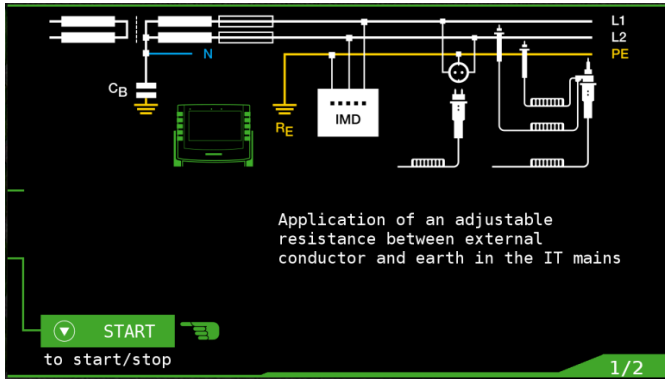 L1
L2
N
PE
CB
RE
IMD
Application of an adjustable
resistance between external
conductor and earth in the IT mains
START
to start/stop
1/2